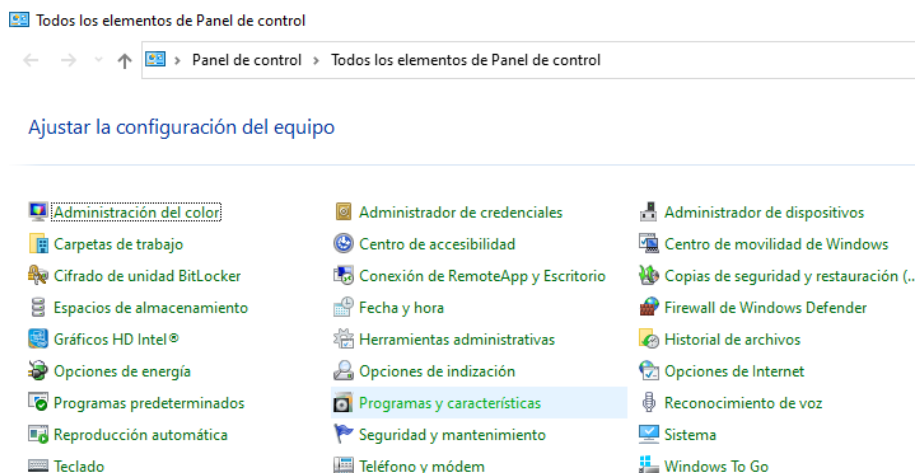 Todos los elementos de Panel de control
Panel de control > Todos los elementos de Panel de control
Ajustar la configuración del equipo
Administración del color
Administrador de credenciales
Administrador de dispositivos
Carpetas de trabajo
Centro de accesibilidad
Centro de movilidad de Windows
Cifrado de unidad BitLocker
Conexión de RemoteApp y Escritorio
Copias de seguridad y restauración (...
Espacios de almacenamiento
Fecha y hora
Firewall de Windows Defender
Gráficos HD Intel®
Herramientas administrativas
Historial de archivos
Opciones de energía
Opciones de indización
Opciones de Internet
Programas predeterminados
Programas y características
Reconocimiento de voz
Reproducción automática
Seguridad y mantenimiento
Sistema
Teclado
Teléfono y módem
Windows To Go